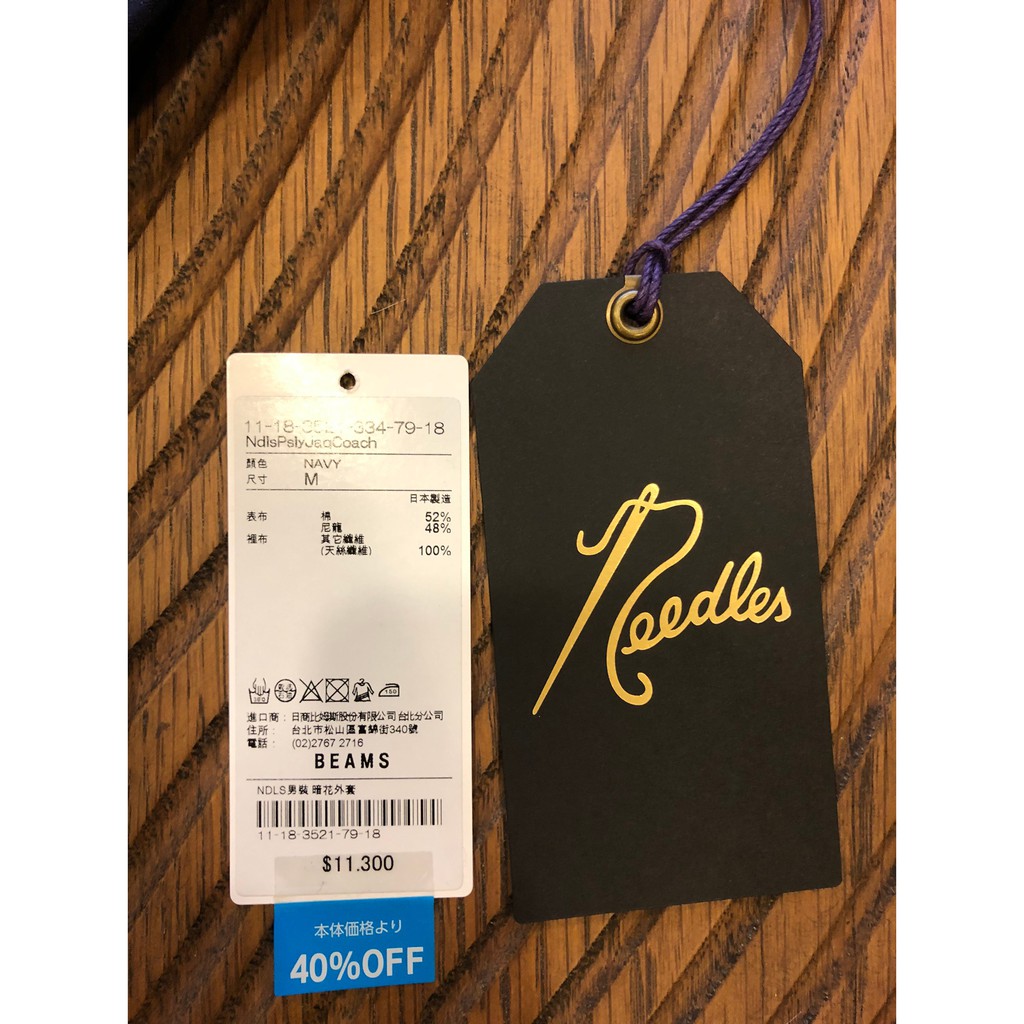 11-18-3521-334-79-18
NdlsPslyJaqCoach
顏色 NAVY
尺寸 M
日本製造
表布 棉 52%
尼龍 48%
裡布 其它纖維
(天絲纖維) 100%
150
進口商： 日商比姆斯股份有限公司台北分公司
住所： 台北市松山區富錦街340號
電話： (02)2767 2716
BEAMS
NDLS男裝 暗花外套
11-18-3521-79-18
$11.300
本体価格より
40%OFF
Needles